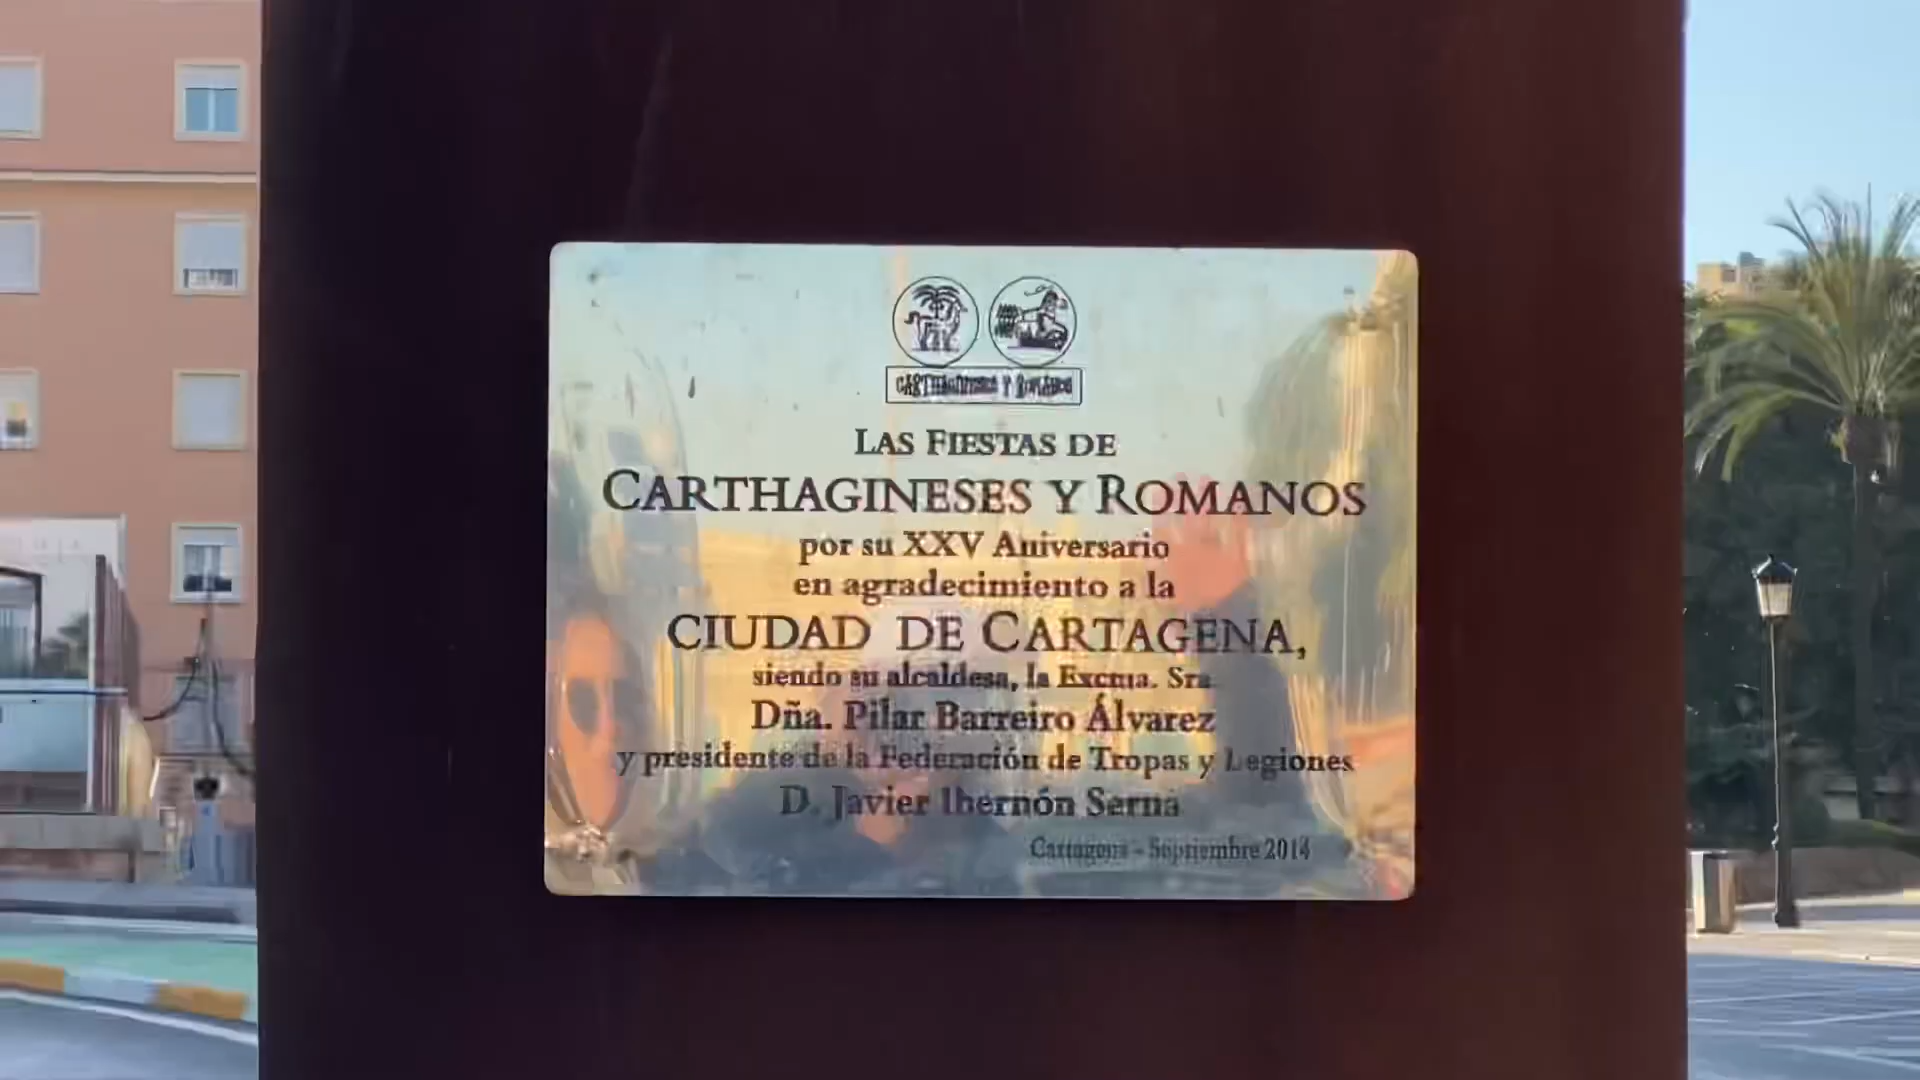 CARTHAGINESES Y ROMANOS
LAS FIESTAS DE
CARTHAGINESES Y ROMANOS
por su XXV Aniversario
en agradecimiento a la
CIUDAD DE CARTAGENA,
siendo su alcaldesa, la Excma. Sra.
Dña. Pilar Barreiro Álvarez
y presidente de la Federación de Tropas y Legiones
D. Javier Ibernón Serna
Cartagena - Septiembre 2014